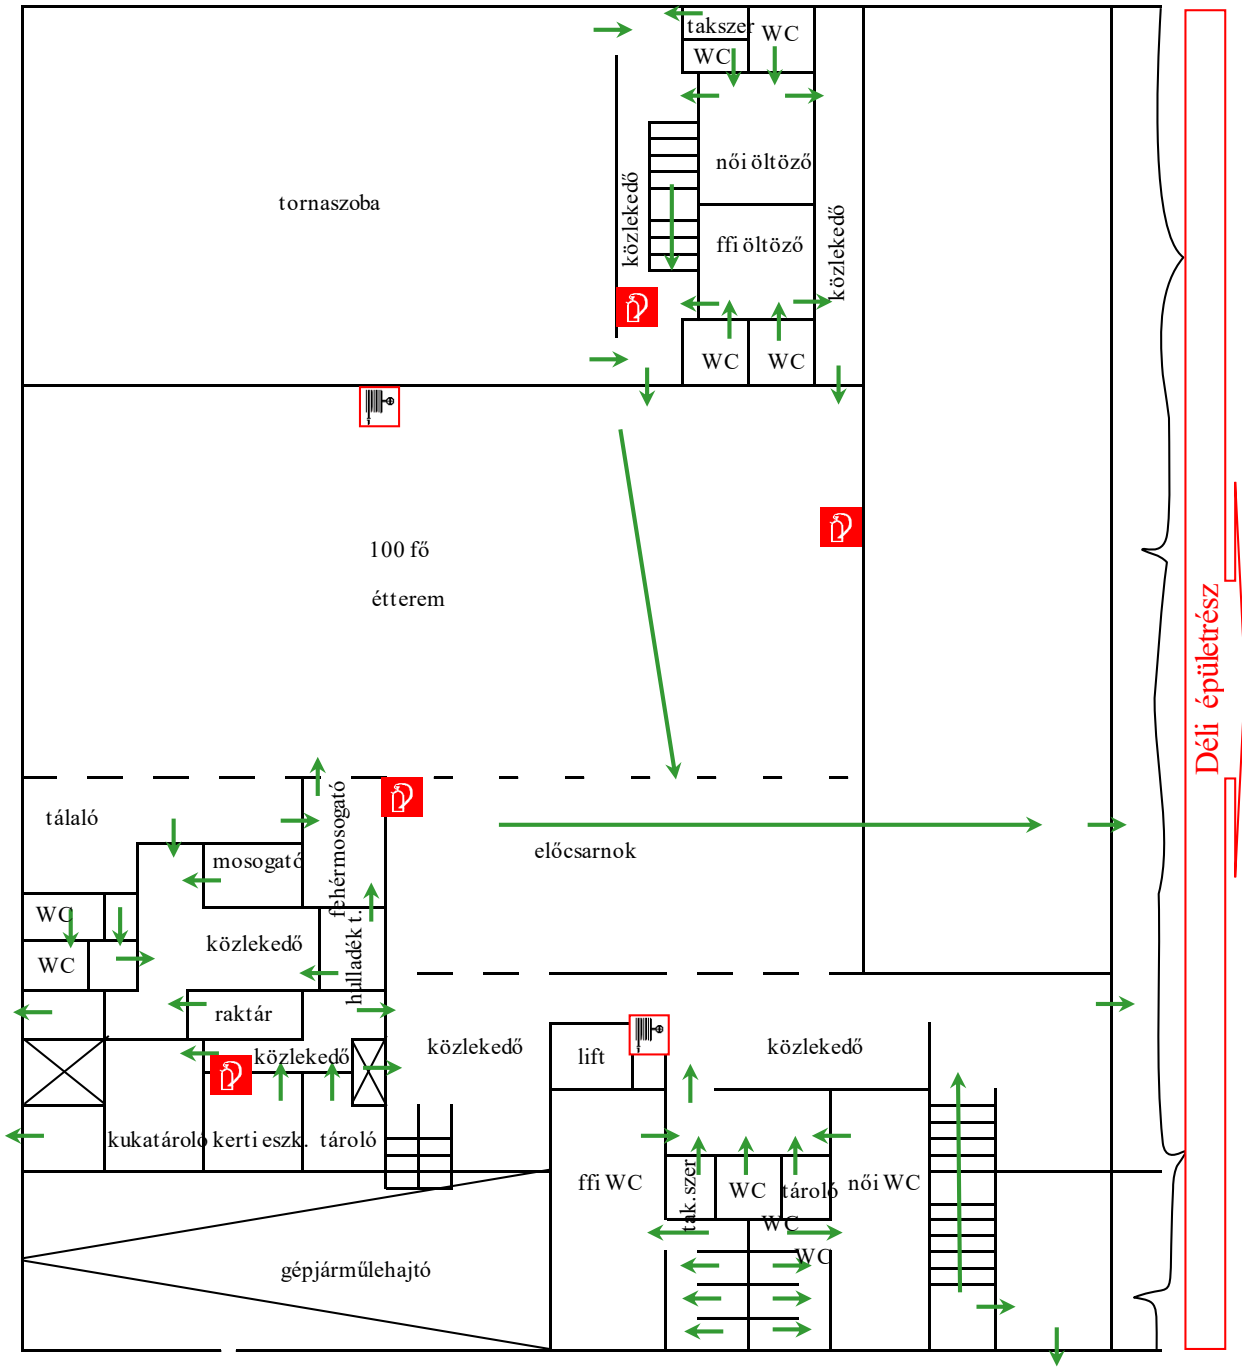 takszer
WC
WC
női öltöző
közlekedő
tornaszoba
ffi öltöző
közlekedő
WC
WC
100 fő
étterem
Déli épületrész
tálaló
fehérmosogató
előcsarnok
mosogató
WC
közlekedő
hulladék t.
WC
raktár
közlekedő
közlekedő
lift
közlekedő
kukatároló
kerti eszk.
tároló
ffi WC
tak.szer
WC
tároló
női WC
WC
WC
gépjárműlehajtó